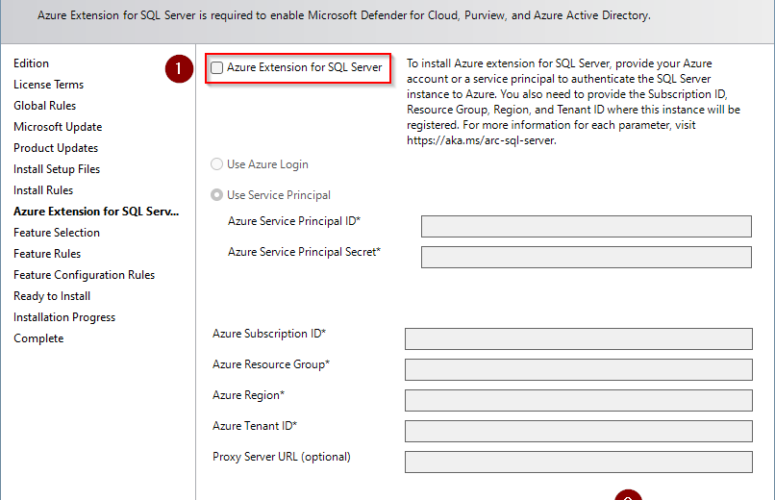 Azure Extension for SQL Server is required to enable Microsoft Defender for Cloud, Purview, and Azure Active Directory.
Edition
License Terms
Global Rules
Microsoft Update
Product Updates
Install Setup Files
Install Rules
Azure Extension for SQL Serv...
Feature Selection
Feature Rules
Feature Configuration Rules
Ready to Install
Installation Progress
Complete
1
Azure Extension for SQL Server
To install Azure extension for SQL Server, provide your Azure
account or a service principal to authenticate the SQL Server
instance to Azure. You also need to provide the Subscription ID,
Resource Group, Region, and Tenant ID where this instance will be
registered. For more information for each parameter, visit
https://aka.ms/arc-sql-server.
Use Azure Login
Use Service Principal
Azure Service Principal ID*
Azure Service Principal Secret*
Azure Subscription ID*
Azure Resource Group*
Azure Region*
Azure Tenant ID*
Proxy Server URL (optional)